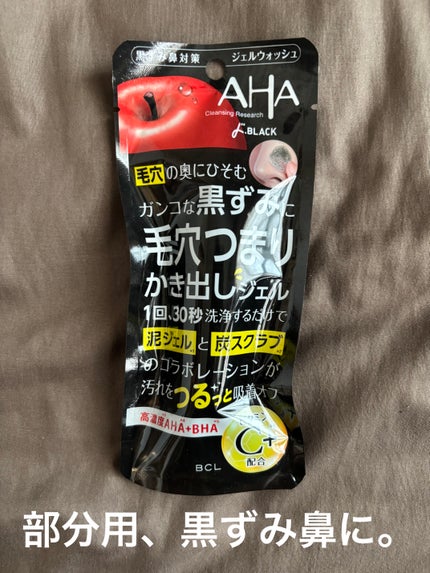 黒ずみ鼻対策 ジェルウォッシュ
AHA
Cleansing Research
BLACK
毛穴の奥にひそむ
ガンコな黒ずみに
毛穴つまり
かき出しジェル
1回、30秒洗浄するだけで
泥ジェルと炭スクラブ
のコラボレーションが
汚れをつるっと吸着オフ
高濃度AHA+BHA
C+
配合
BCL
部分用、黒ずみ鼻に。